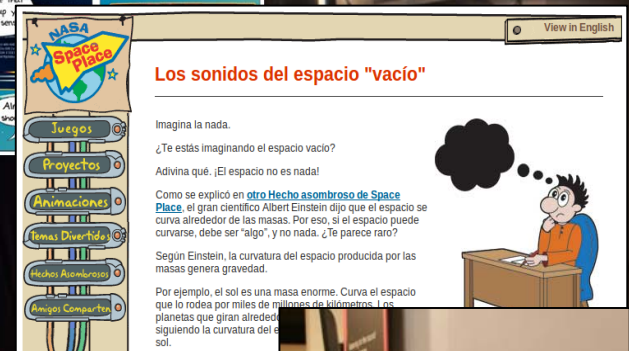 NASA
Space
Place
View in English
Los sonidos del espacio "vacío"
Juegos
Proyectos
Animaciones
Temas Divertidos
Hechos Asombrosos
Amigos Comparten
Imagina la nada.
¿Te estás imaginando el espacio vacío?
Adivina qué. ¡El espacio no es nada!
Como se explicó en otro Hecho asombroso de Space
Place, el gran científico Albert Einstein dijo que el espacio se
curva alrededor de las masas. Por eso, si el espacio puede
curvarse, debe ser “algo”, y no nada. ¿Te parece raro?
Según Einstein, la curvatura del espacio producida por las
masas genera gravedad.
Por ejemplo, el sol es una masa enorme. Curva el espacio
que lo rodea por miles de millones de kilómetros. Los
planetas que giran
siguiendo la curvatura del
sol.